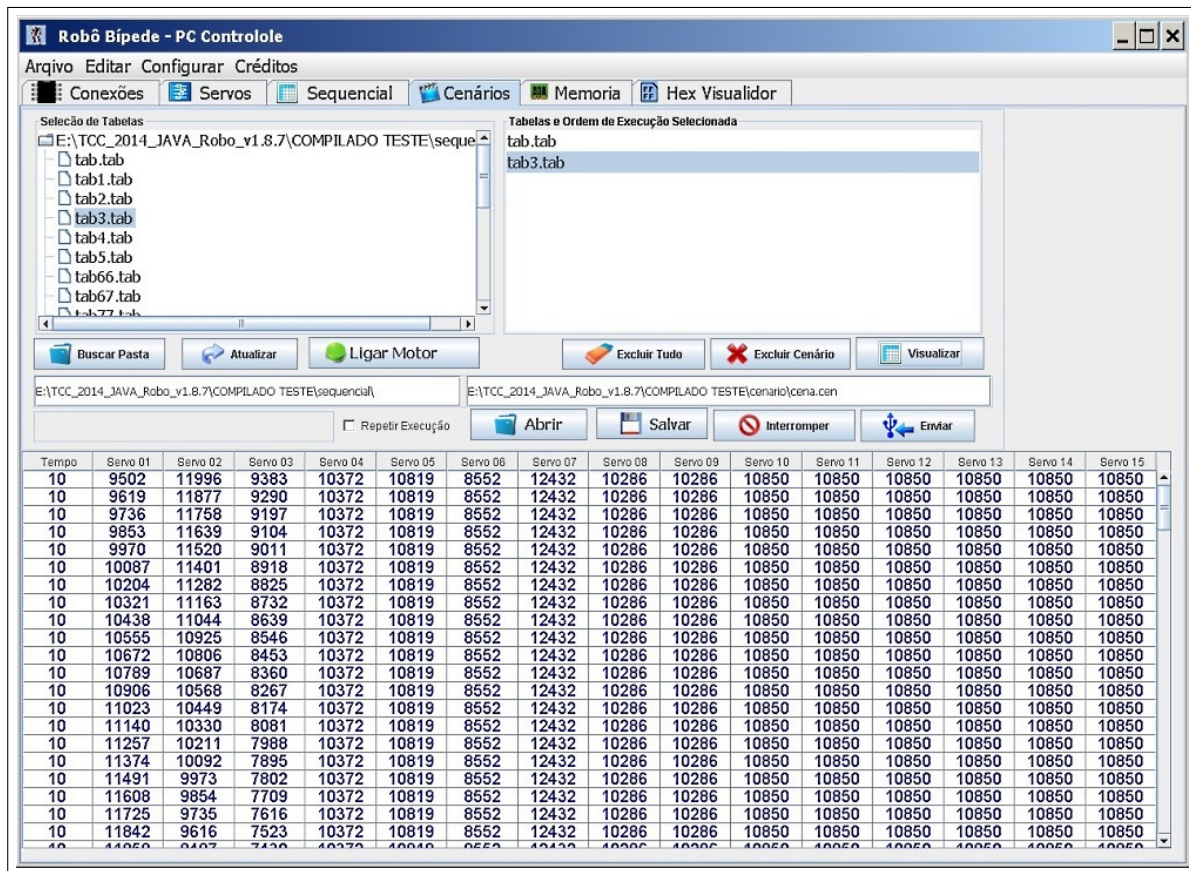 Robô Bípede - PC Controlole
Arqivo Editar Configurar Créditos
Conexões Servos Sequencial Cenários Memoria Hex Visualidor
Selecão de Tabelas
E:\TCC_2014_JAVA_Robo_v1.8.7\COMPILADO TESTE\seque
tab.tab
tab1.tab
tab2.tab
tab3.tab
tab4.tab
tab5.tab
tab66.tab
tab67.tab
tab77.tab
Tabelas e Ordem de Execução Selecionada
tab.tab
tab3.tab
Buscar Pasta Atualizar Ligar Motor Excluir Tudo Excluir Cenário Visualizar
E:\TCC_2014_JAVA_Robo_v1.8.7\COMPILADO TESTE\sequencial\ E:\TCC_2014_JAVA_Robo_v1.8.7\COMPILADO TESTE\cenario\cena.cen
Repetir Execução Abrir Salvar Interromper Enviar
Tempo Servo 01 Servo 02 Servo 03 Servo 04 Servo 05 Servo 06 Servo 07 Servo 08 Servo 09 Servo 10 Servo 11 Servo 12 Servo 13 Servo 14 Servo 15
10 9502 11996 9383 10372 10819 8552 12432 10286 10286 10850 10850 10850 10850 10850 10850
10 9619 11877 9290 10372 10819 8552 12432 10286 10286 10850 10850 10850 10850 10850 10850
10 9736 11758 9197 10372 10819 8552 12432 10286 10286 10850 10850 10850 10850 10850 10850
10 9853 11639 9104 10372 10819 8552 12432 10286 10286 10850 10850 10850 10850 10850 10850
10 9970 11520 9011 10372 10819 8552 12432 10286 10286 10850 10850 10850 10850 10850 10850
10 10087 11401 8918 10372 10819 8552 12432 10286 10286 10850 10850 10850 10850 10850 10850
10 10204 11282 8825 10372 10819 8552 12432 10286 10286 10850 10850 10850 10850 10850 10850
10 10321 11163 8732 10372 10819 8552 12432 10286 10286 10850 10850 10850 10850 10850 10850
10 10438 11044 8639 10372 10819 8552 12432 10286 10286 10850 10850 10850 10850 10850 10850
10 10555 10925 8546 10372 10819 8552 12432 10286 10286 10850 10850 10850 10850 10850 10850
10 10672 10806 8453 10372 10819 8552 12432 10286 10286 10850 10850 10850 10850 10850 10850
10 10789 10687 8360 10372 10819 8552 12432 10286 10286 10850 10850 10850 10850 10850 10850
10 10906 10568 8267 10372 10819 8552 12432 10286 10286 10850 10850 10850 10850 10850 10850
10 11023 10449 8174 10372 10819 8552 12432 10286 10286 10850 10850 10850 10850 10850 10850
10 11140 10330 8081 10372 10819 8552 12432 10286 10286 10850 10850 10850 10850 10850 10850
10 11257 10211 7988 10372 10819 8552 12432 10286 10286 10850 10850 10850 10850 10850 10850
10 11374 10092 7895 10372 10819 8552 12432 10286 10286 10850 10850 10850 10850 10850 10850
10 11491 9973 7802 10372 10819 8552 12432 10286 10286 10850 10850 10850 10850 10850 10850
10 11608 9854 7709 10372 10819 8552 12432 10286 10286 10850 10850 10850 10850 10850 10850
10 11725 9735 7616 10372 10819 8552 12432 10286 10286 10850 10850 10850 10850 10850 10850
10 11842 9616 7523 10372 10819 8552 12432 10286 10286 10850 10850 10850 10850 10850 10850